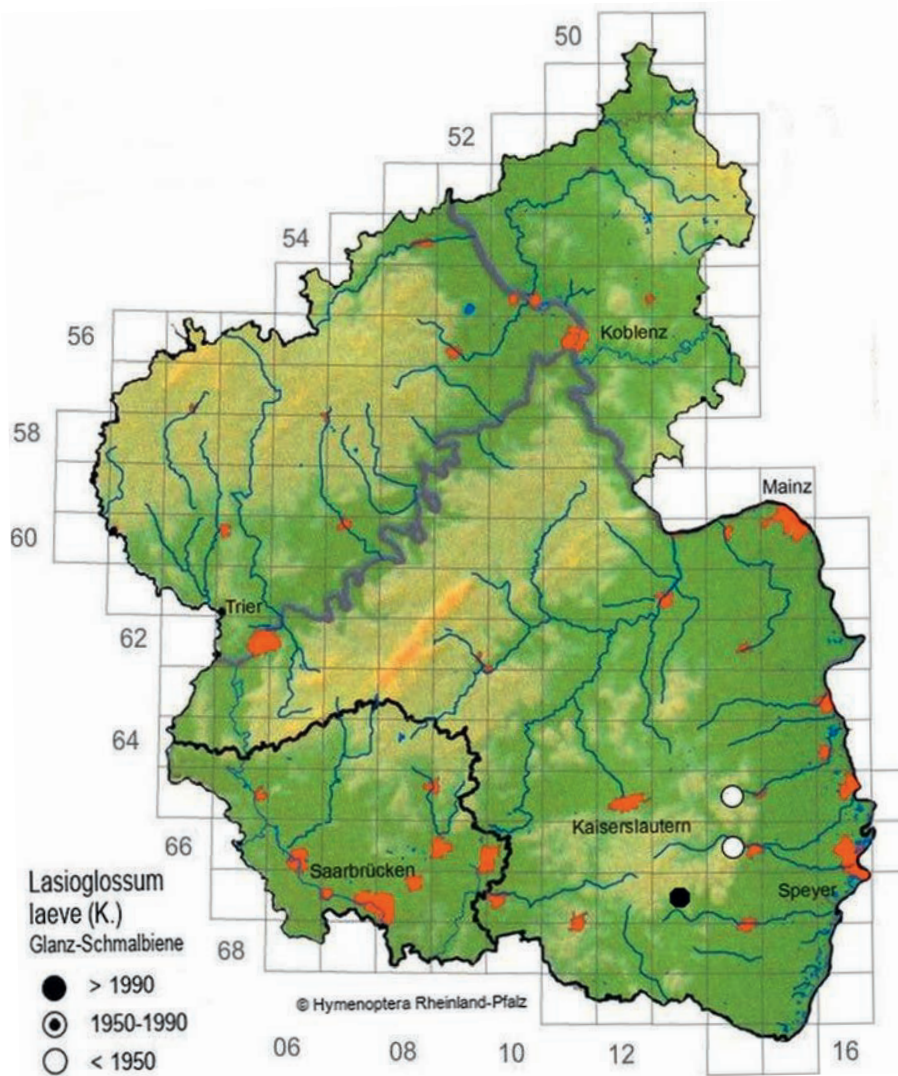 50
52
54
56
Koblenz
58
Mainz
60
Trier
62
64
Kaiserslautern
66
Saarbrücken
Speyer
Lasioglossum
laeve (K.)
Glanz-Schmalbiene
68
> 1990
© Hymenoptera Rheinland-Pfalz
1950-1990
< 1950
06
08
10
12
16